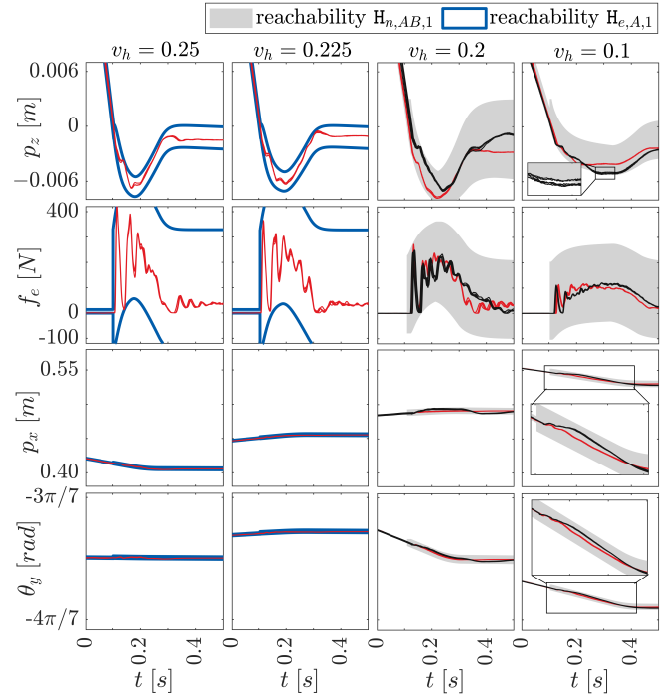 reachability H_{n,AB,1} reachability H_{e,A,1}
v_h = 0.25 v_h = 0.225 v_h = 0.2 v_h = 0.1
0.006
0
−0.006
p_z [m]
400
0
-100
f_e [N]
0.55
0.40
p_x [m]
-3π/7
-4π/7
θ_y [rad]
0 0.2 0.4 0 0.2 0.4 0 0.2 0.4 0 0.2 0.4
t [s] t [s] t [s] t [s]